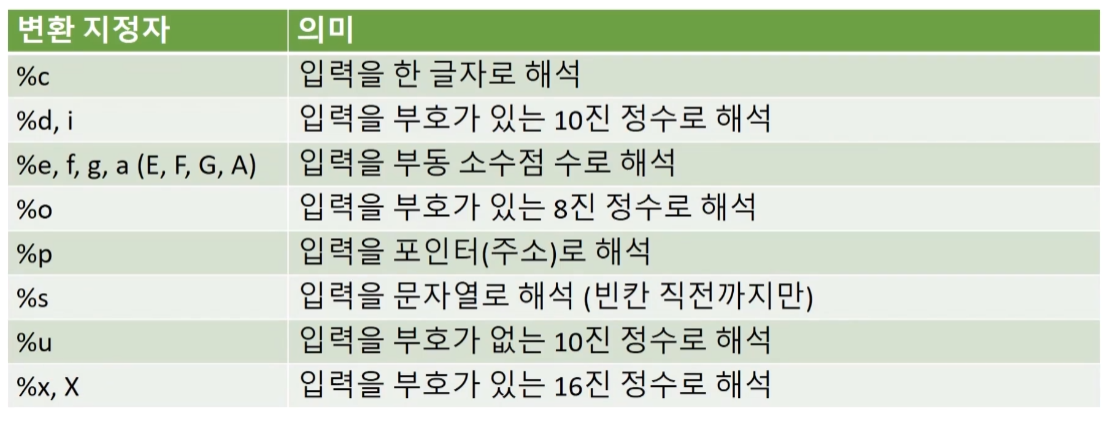 변환 지정자 의미
%c 입력을 한 글자로 해석
%d, i 입력을 부호가 있는 10진 정수로 해석
%e, f, g, a (E, F, G, A) 입력을 부동 소수점 수로 해석
%o 입력을 부호가 있는 8진 정수로 해석
%p 입력을 포인터(주소)로 해석
%s 입력을 문자열로 해석 (빈칸 직전까지만)
%u 입력을 부호가 없는 10진 정수로 해석
%x, X 입력을 부호가 있는 16진 정수로 해석